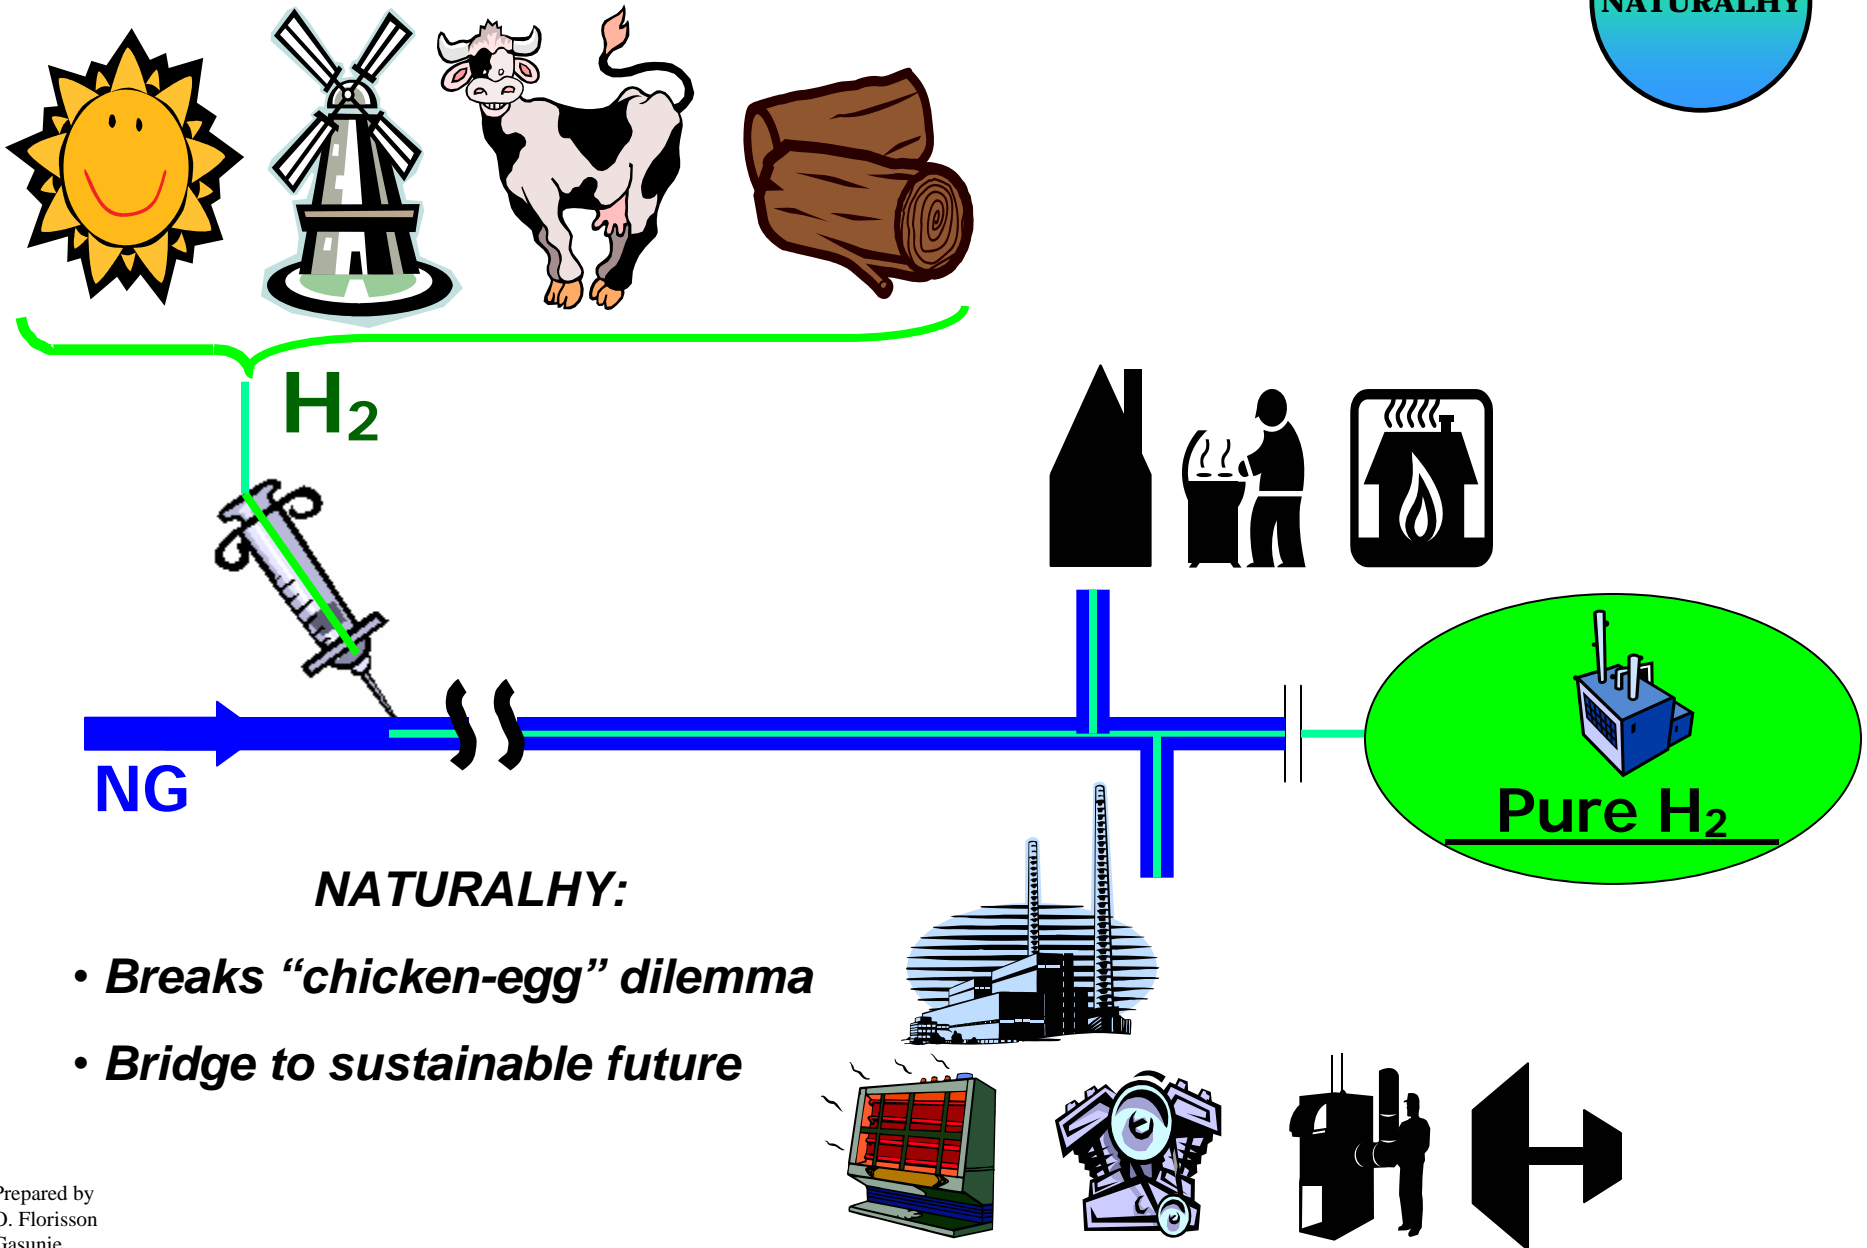 NATURALHY
H₂
NG
Pure H₂
NATURALHY:
• Breaks “chicken-egg” dilemma
• Bridge to sustainable future
Prepared by
O. Florisson
Gasunie